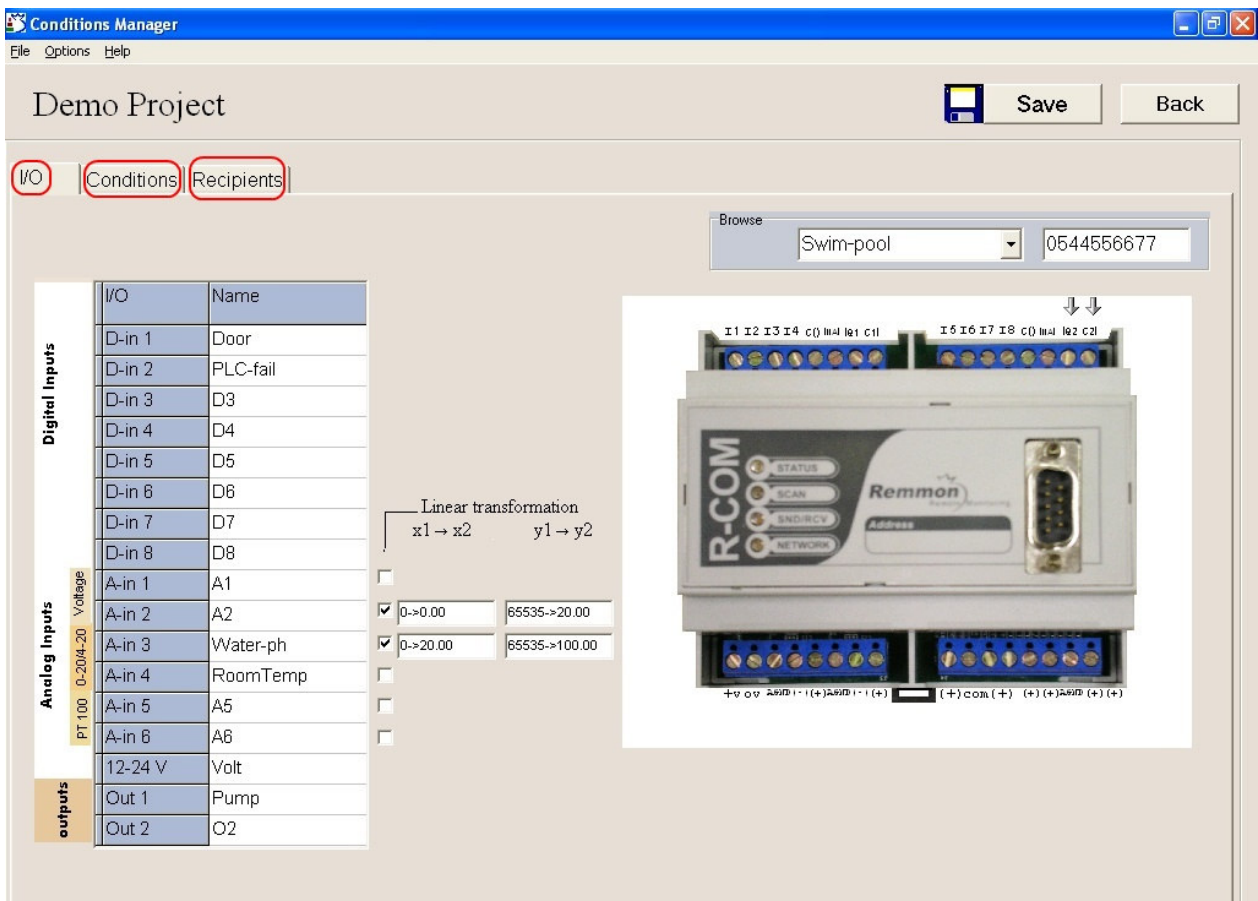 Conditions Manager
File Options Help
Demo Project
Save
Back
I/O
Conditions
Recipients
Browse
Swim-pool
0544556677
I/O Name
Digital Inputs
D-in 1 Door
D-in 2 PLC-fail
D-in 3 D3
D-in 4 D4
D-in 5 D5
D-in 6 D6
D-in 7 D7
D-in 8 D8
Linear transformation
x1→x2 y1→y2
Analog Inputs
Voltage
0-20/4-20
PT 100
A-in 1 A1
A-in 2 A2 0->0.00 65535->20.00
A-in 3 Water-ph 0->20.00 65535->100.00
A-in 4 RoomTemp
A-in 5 A5
A-in 6 A6
12-24 V Volt
outputs
Out 1 Pump
Out 2 O2
I1 I2 I3 I4
I5 I6 I7 I8
R-COM
STATUS
SCAN
SND/RCV
NETWORK
Remmon
Remote Monitoring
Address
+v ov
(+) com (+) (+) (+)
(+) (+)